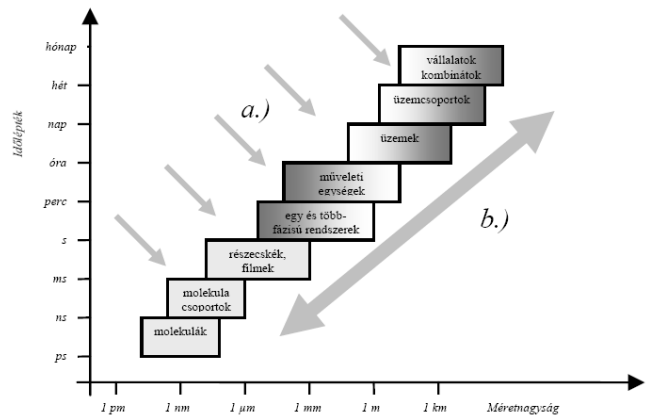 hónap
hét
nap
óra
perc
s
ms
ns
ps
Időlépték
a.)
b.)
vállalatok
kombinátok
üzemcsoportok
üzemek
műveleti
egységek
egy és több-
fázisú rendszerek
részecskék,
filmek
molekula
csoportok
molekulák
1 pm
1 nm
1 µm
1 mm
1 m
1 km
Méretnagyság